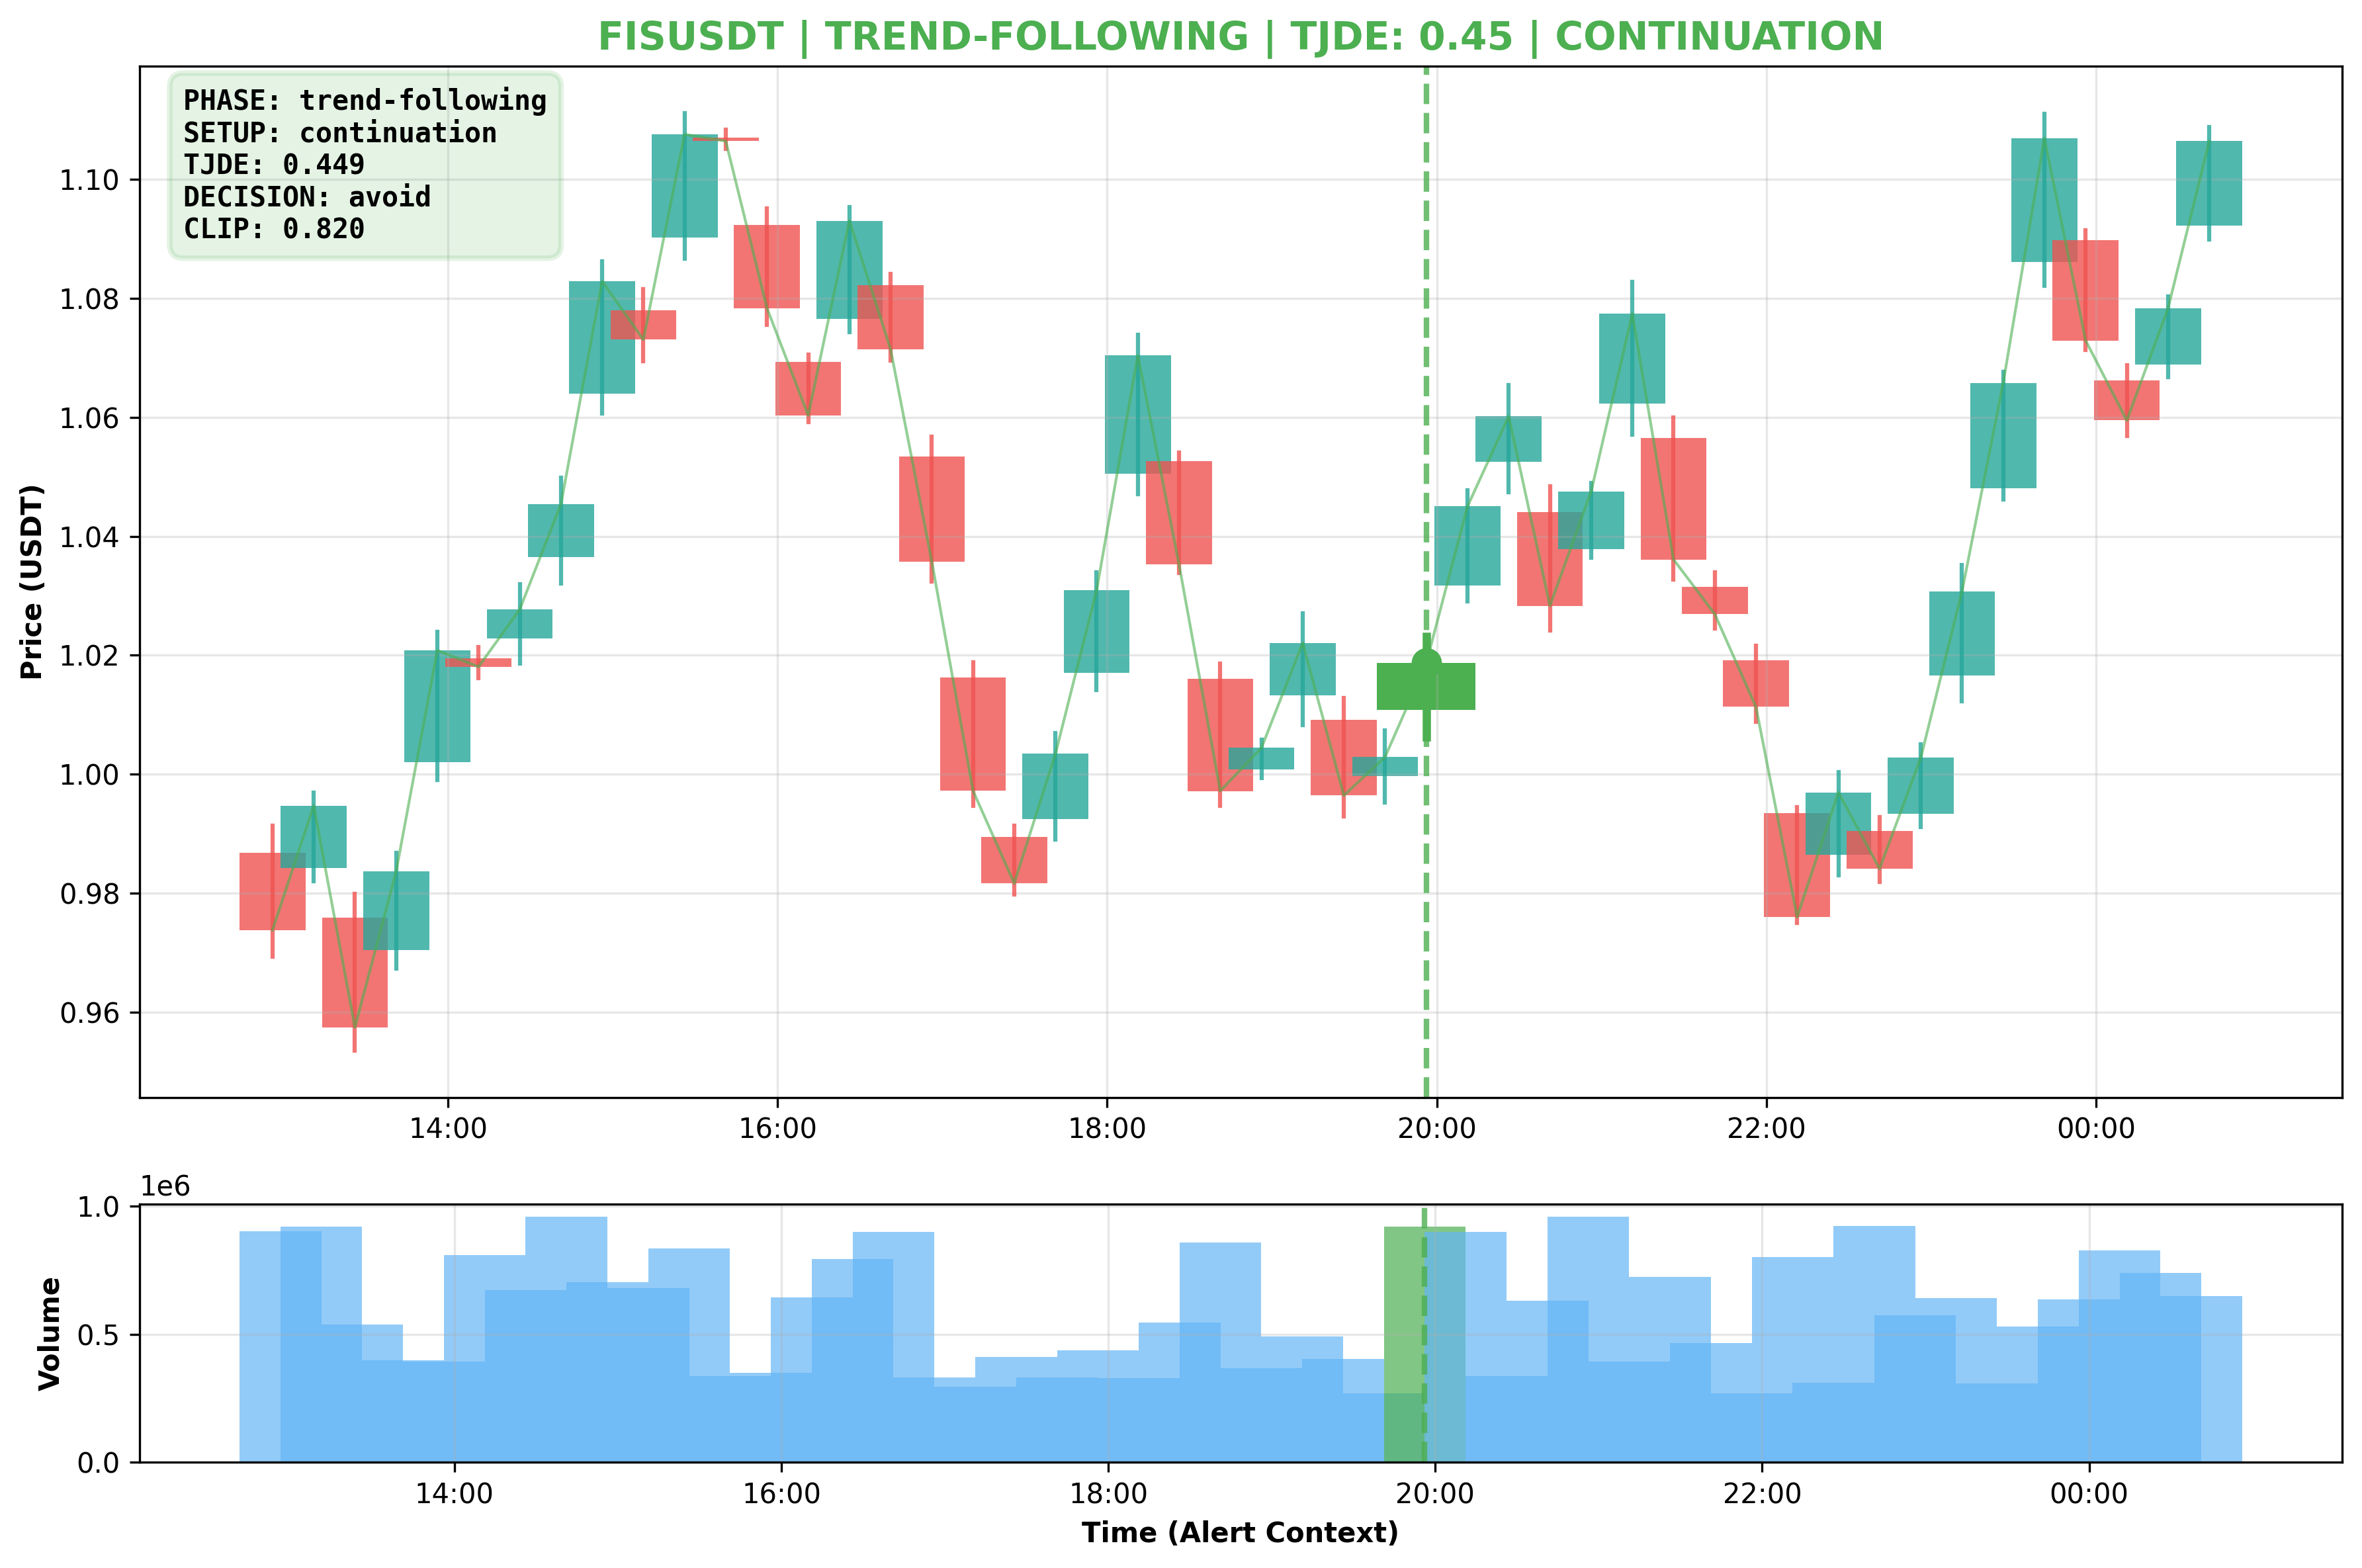 FISUSDT | TREND-FOLLOWING | TJDE: 0.45 | CONTINUATION
PHASE: trend-following
SETUP: continuation
TJDE: 0.449
DECISION: avoid
CLIP: 0.820
Price (USDT)
1.10
1.08
1.06
1.04
1.02
1.00
0.98
0.96
14:00 16:00 18:00 20:00 22:00 00:00
1e6
Volume
1.0
0.5
0.0
14:00 16:00 18:00 20:00 22:00 00:00
Time (Alert Context)